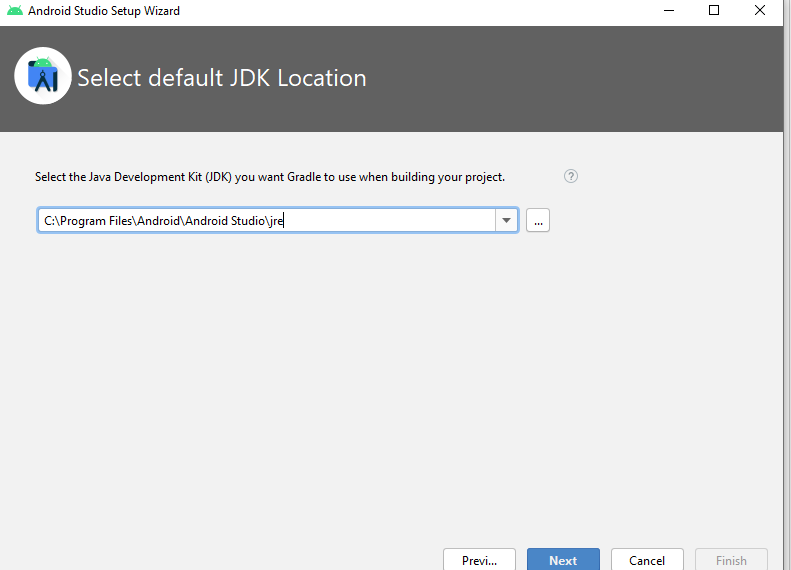 Android Studio Setup Wizard
Select default JDK Location
Select the Java Development Kit (JDK) you want Gradle to use when building your project. ?
C:\Program Files\Android\Android Studio\jre ...
Previ... Next Cancel Finish